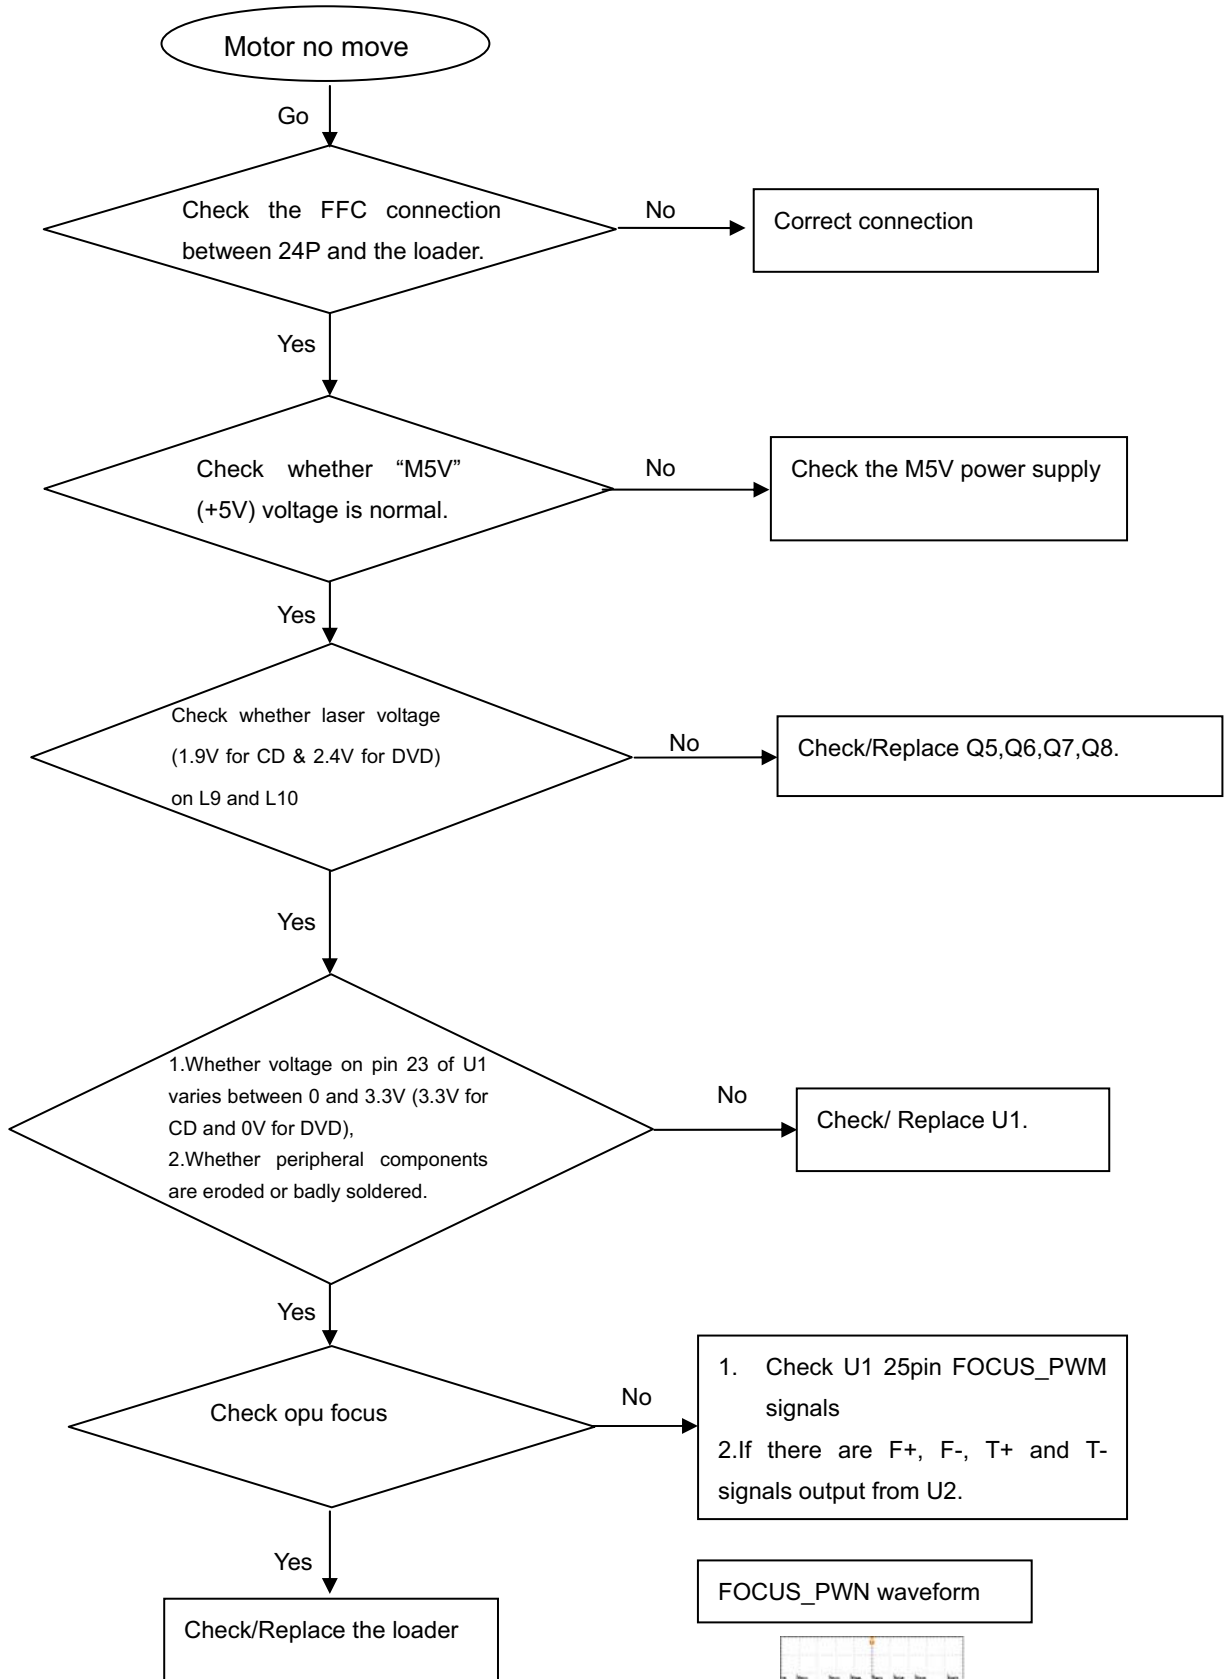 Motor no move
Go
Check the FFC connection
between 24P and the loader.
No
Correct connection
Yes
Check whether “M5V”
(+5V) voltage is normal.
No
Check the M5V power supply
Yes
Check whether laser voltage
(1.9V for CD & 2.4V for DVD)
on L9 and L10
No
Check/Replace Q5,Q6,Q7,Q8.
Yes
1.Whether voltage on pin 23 of U1
varies between 0 and 3.3V (3.3V for
CD and 0V for DVD),
2.Whether peripheral components
are eroded or badly soldered.
No
Check/ Replace U1.
Yes
Check opu focus
No
1. Check U1 25pin FOCUS_PWM
signals
2.If there are F+, F-, T+ and T-
signals output from U2.
Yes
Check/Replace the loader
FOCUS_PWN waveform